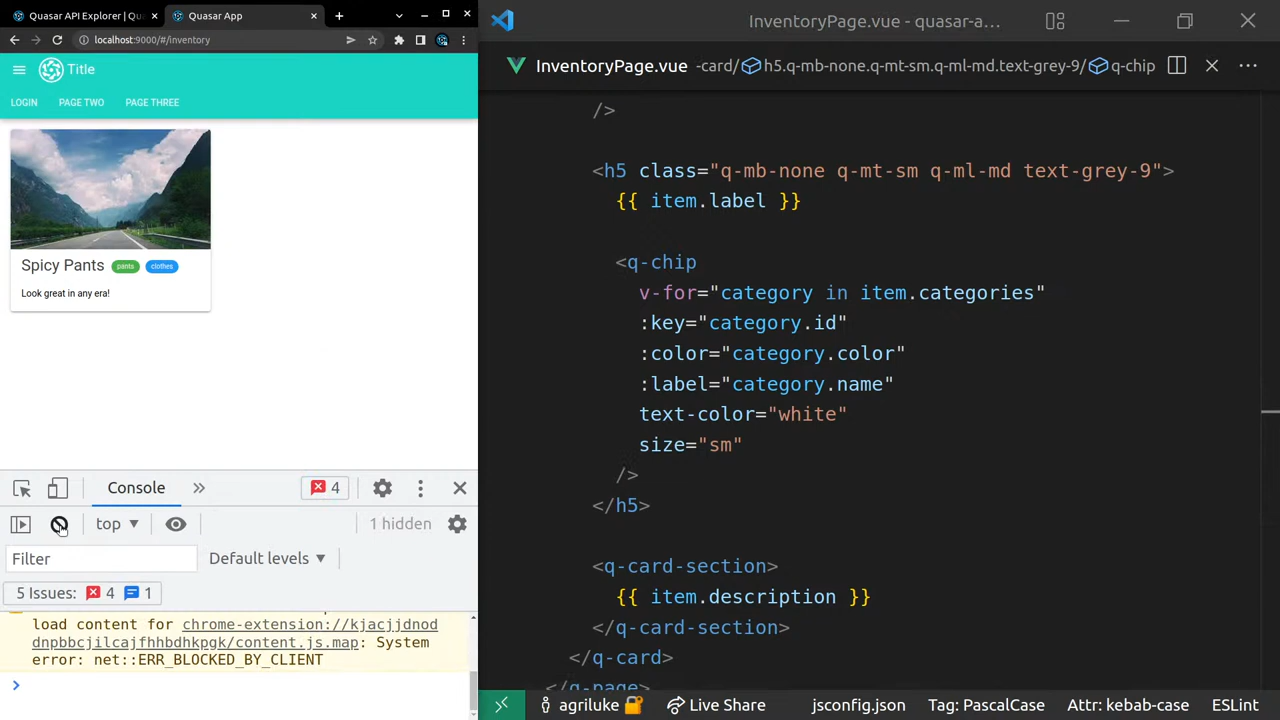 Quasar API Explorer | Qu
Quasar App
localhost:9000/#/inventory
Title
LOGIN PAGE TWO PAGE THREE
Spicy Pants pants clothes
Look great in any era!
Console
4
top
1 hidden
Filter
Default levels
5 Issues: 4 1
load content for chrome-extension://kjacjjdnod
dnpbbcjilcajfhhbdhkpgk/content.js.map: System
error: net::ERR_BLOCKED_BY_CLIENT
InventoryPage.vue - quasar-a...
InventoryPage.vue -card/ h5.q-mb-none.q-mt-sm.q-ml-md.text-grey-9/ q-chip
/>
<h5 class="q-mb-none q-mt-sm q-ml-md text-grey-9">
{{ item.label }}
<q-chip
v-for="category in item.categories"
:key="category.id"
:color="category.color"
:label="category.name"
text-color="white"
size="sm"
/>
</h5>
<q-card-section>
{{ item.description }}
</q-card-section>
</q-card>
</q-page>
agriluke Live Share jsconfig.json Tag: PascalCase Attr: kebab-case ESLint